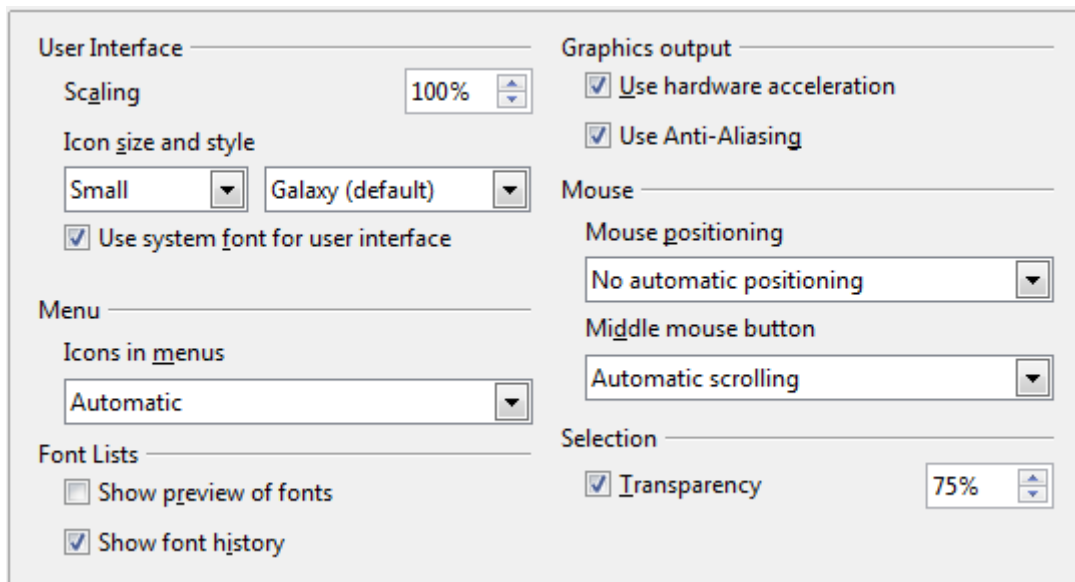 User Interface
Scaling 100%
Icon size and style
Small Galaxy (default)
Use system font for user interface
Menu
Icons in menus
Automatic
Font Lists
Show preview of fonts
Show font history
Graphics output
Use hardware acceleration
Use Anti-Aliasing
Mouse
Mouse positioning
No automatic positioning
Middle mouse button
Automatic scrolling
Selection
Transparency 75%